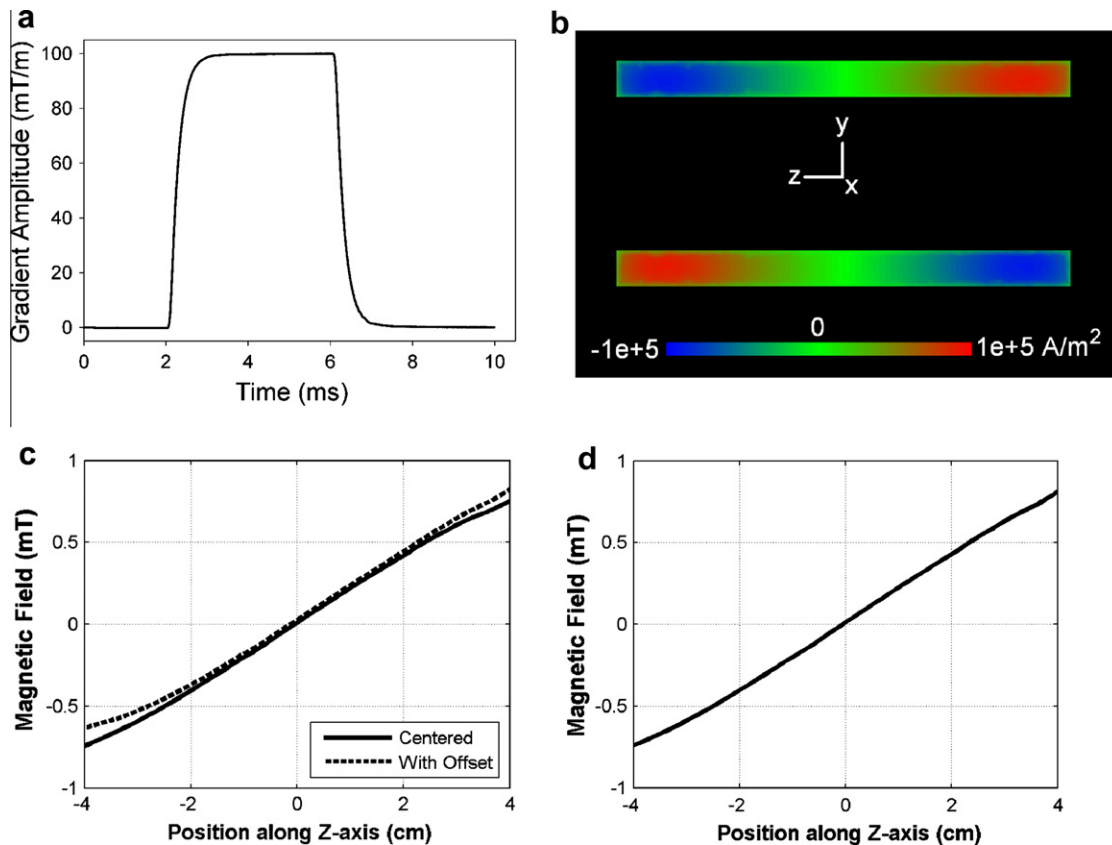 a
Gradient Amplitude (mT/m)
100
80
60
40
20
0
0 2 4 6 8 10
Time (ms)
b
y
z
x
0
-1e+5 1e+5 A/m²
c
Magnetic Field (mT)
1
0.5
0
-0.5
-1
-4 -2 0 2 4
Position along Z-axis (cm)
Centered
With Offset
d
Magnetic Field (mT)
1
0.5
0
-0.5
-1
-4 -2 0 2 4
Position along Z-axis (cm)